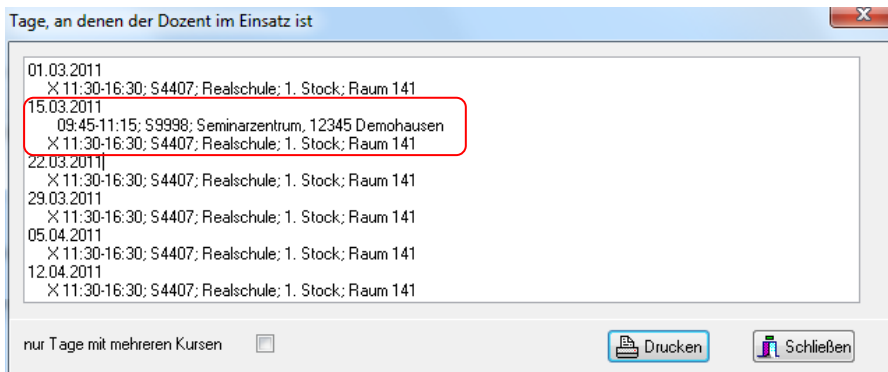 Tage, an denen der Dozent im Einsatz ist
01.03.2011
X 11:30-16:30; S4407; Realschule; 1. Stock; Raum 141
15.03.2011
09:45-11:15; S9998; Seminarzentrum, 12345 Demohausen
X 11:30-16:30; S4407; Realschule; 1. Stock; Raum 141
22.03.2011
X 11:30-16:30; S4407; Realschule; 1. Stock; Raum 141
29.03.2011
X 11:30-16:30; S4407; Realschule; 1. Stock; Raum 141
05.04.2011
X 11:30-16:30; S4407; Realschule; 1. Stock; Raum 141
12.04.2011
X 11:30-16:30; S4407; Realschule; 1. Stock; Raum 141
nur Tage mit mehreren Kursen
Drucken
Schließen